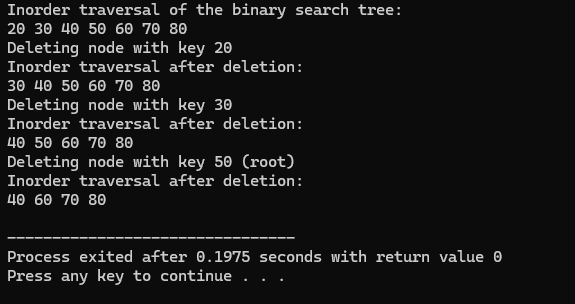 Inorder traversal of the binary search tree:
20 30 40 50 60 70 80
Deleting node with key 20
Inorder traversal after deletion:
30 40 50 60 70 80
Deleting node with key 30
Inorder traversal after deletion:
40 50 60 70 80
Deleting node with key 50 (root)
Inorder traversal after deletion:
40 60 70 80
--------------------------------
Process exited after 0.1975 seconds with return value 0
Press any key to continue . . .